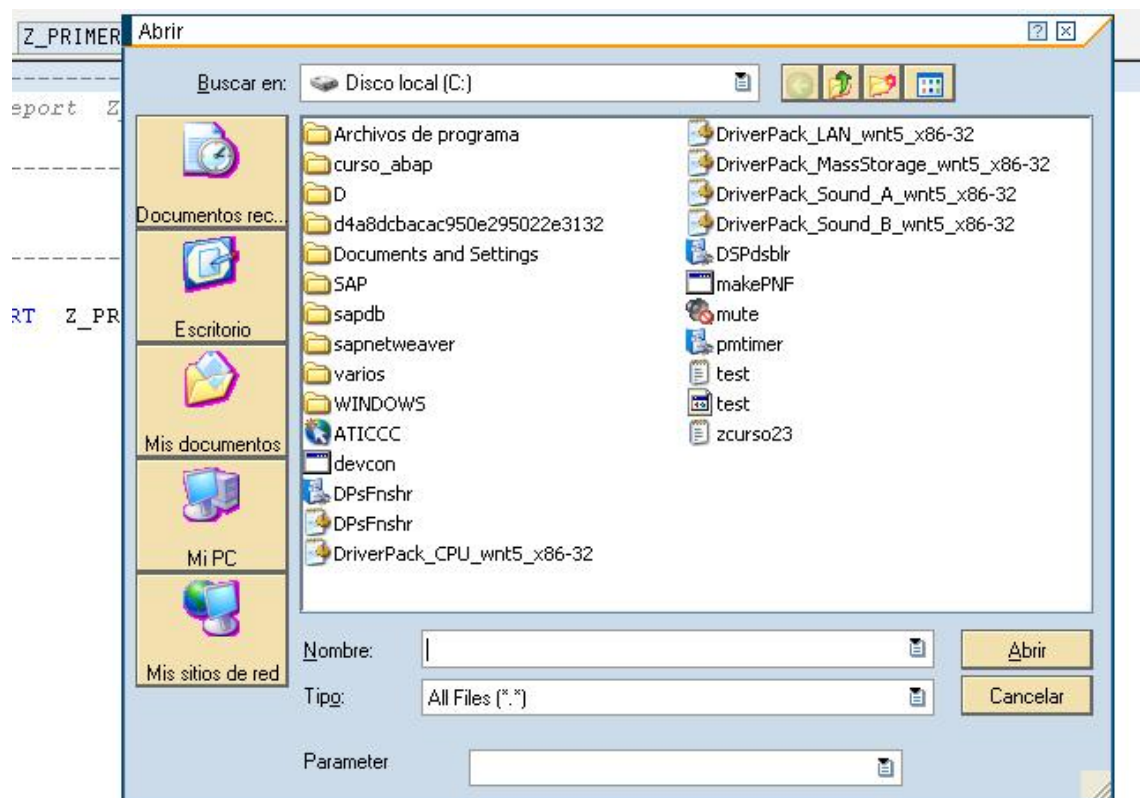 Z_PRIMER
Abrir
eport Z_
RT Z_PR
Buscar en:
Disco local (C:)
Documentos rec...
Escritorio
Mis documentos
Mi PC
Mis sitios de red
Archivos de programa
curso_abap
D
d4a8dcbacac950e295022e3132
Documents and Settings
SAP
sapdb
sapnetweaver
varios
WINDOWS
ATICCC
devcon
DPsFnshr
DPsFnshr
DriverPack_CPU_wnt5_x86-32
DriverPack_LAN_wnt5_x86-32
DriverPack_MassStorage_wnt5_x86-32
DriverPack_Sound_A_wnt5_x86-32
DriverPack_Sound_B_wnt5_x86-32
DSPdsblr
makePNF
mute
pmtimer
test
test
zcurso23
Nombre:
Abrir
Tipo:
All Files (*.*)
Cancelar
Parameter